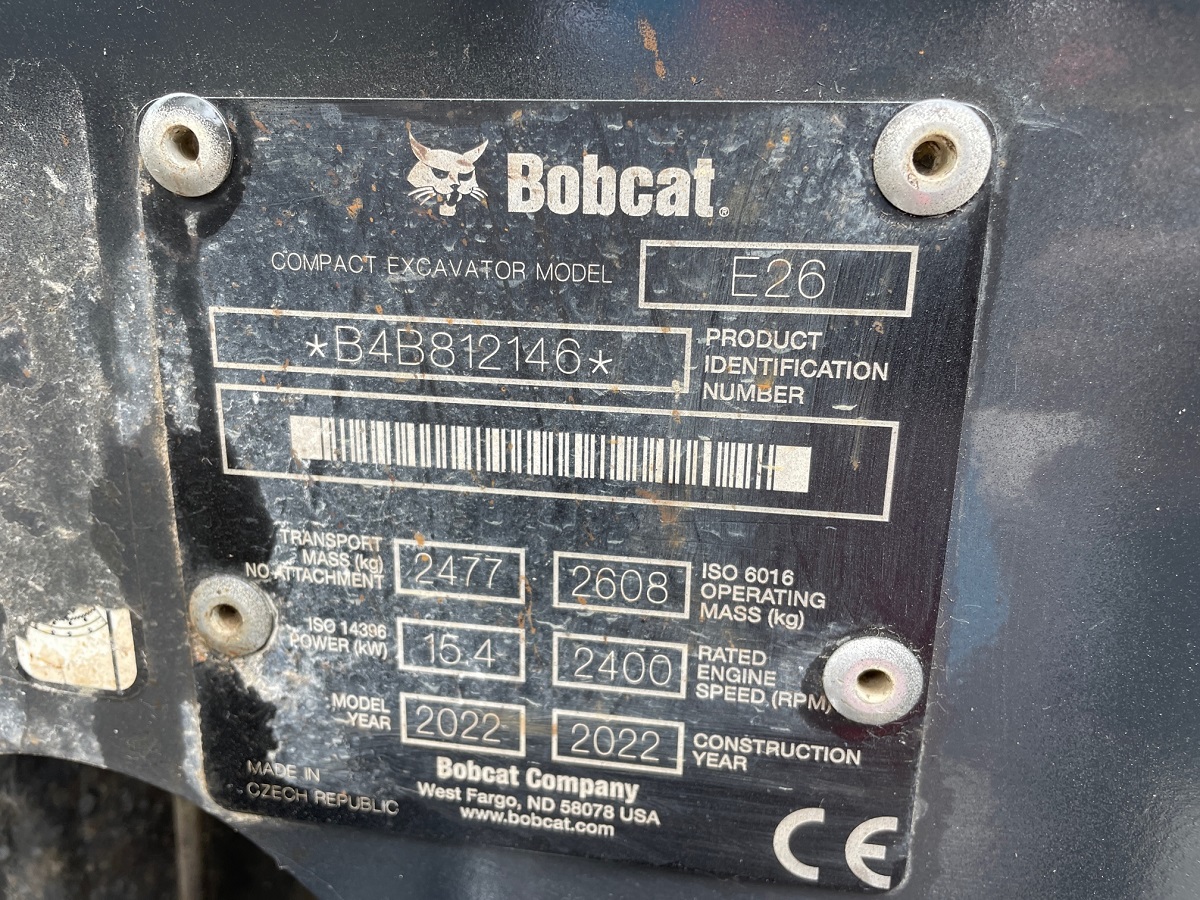 Bobcat®
COMPACT EXCAVATOR MODEL
E26
*B4B812146*
PRODUCT
IDENTIFICATION
NUMBER
TRANSPORT
MASS (kg)
NO ATTACHMENT
2477
2608
ISO 6016
OPERATING
MASS (kg)
ISO 14396
POWER (kW)
15.4
2400
RATED
ENGINE
SPEED (RPM)
MODEL
YEAR
2022
2022
CONSTRUCTION
YEAR
MADE IN
CZECH REPUBLIC
Bobcat Company
West Fargo, ND 58078 USA
www.bobcat.com
CE